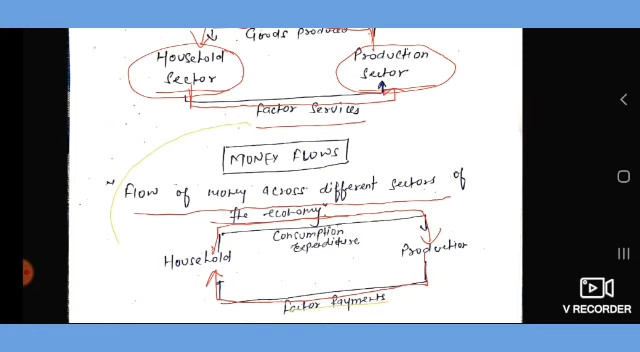 Goods produced
Household Sector
Production Sector
Factor Services
MONEY FLOWS
"Flow of money across different sectors of
the economy"
Consumption Expenditure
Household
Production
Factor Payments
V RECORDER